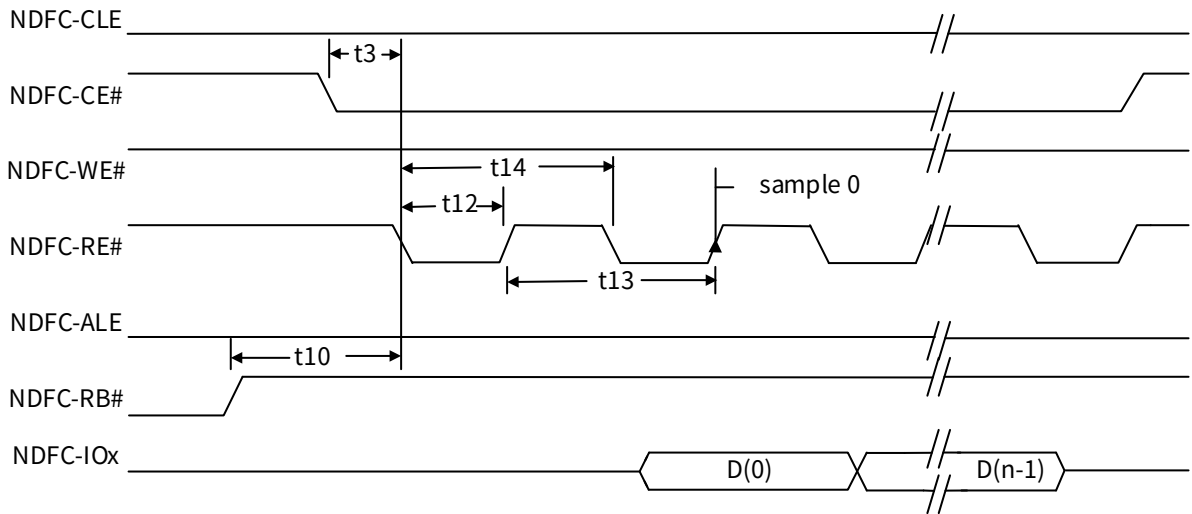 NDFC-CLE
t3
NDFC-CE#
NDFC-WE#
t14
sample 0
t12
NDFC-RE#
t13
NDFC-ALE
t10
NDFC-RB#
NDFC-IOx
D(0)
D(n-1)